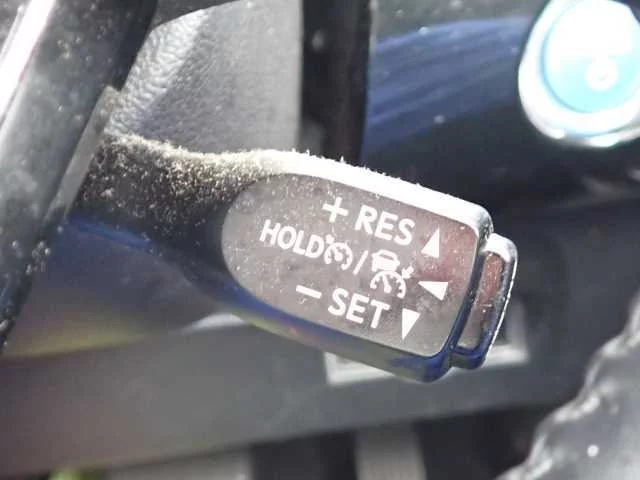 + RES
HOLD /
− SET